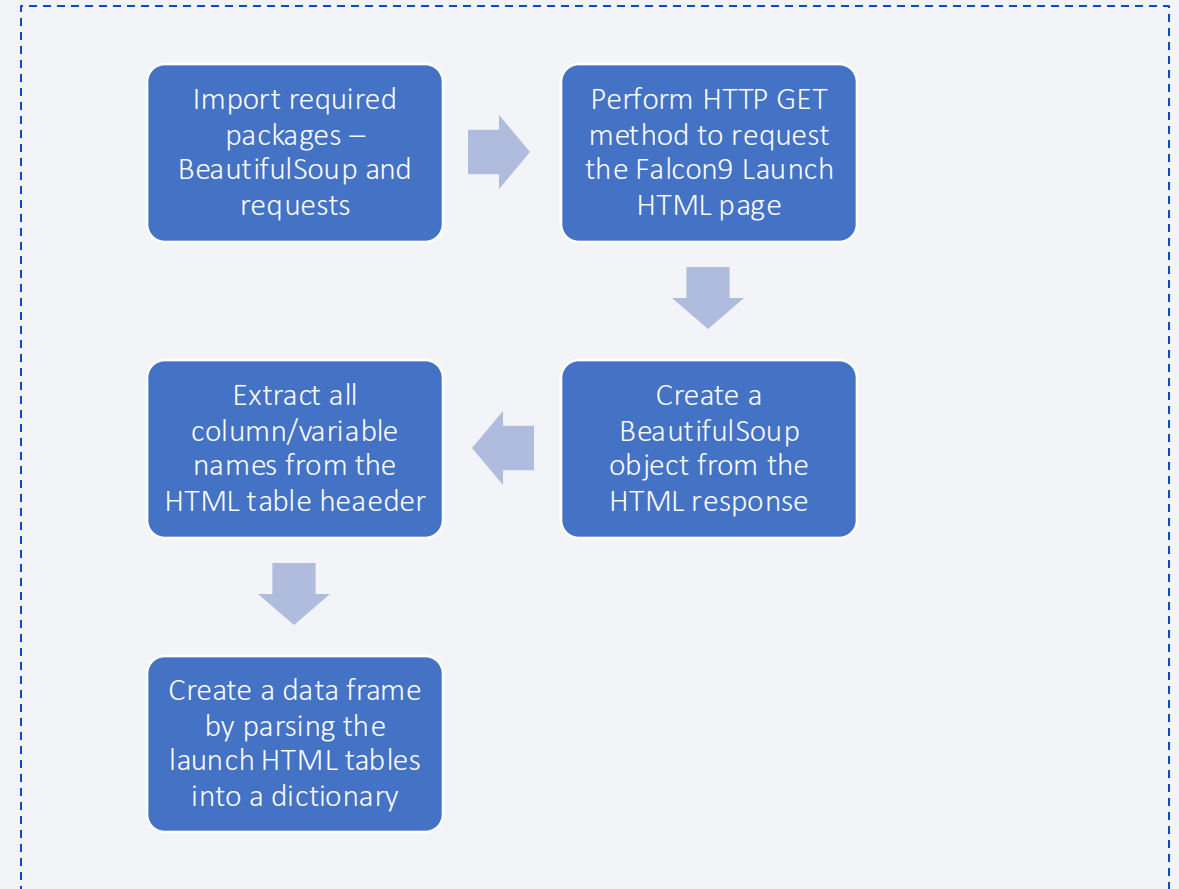 Import required
packages –
BeautifulSoup and
requests
Perform HTTP GET
method to request
the Falcon9 Launch
HTML page
Create a
BeautifulSoup
object from the
HTML response
Extract all
column/variable
names from the
HTML table heaeder
Create a data frame
by parsing the
launch HTML tables
into a dictionary